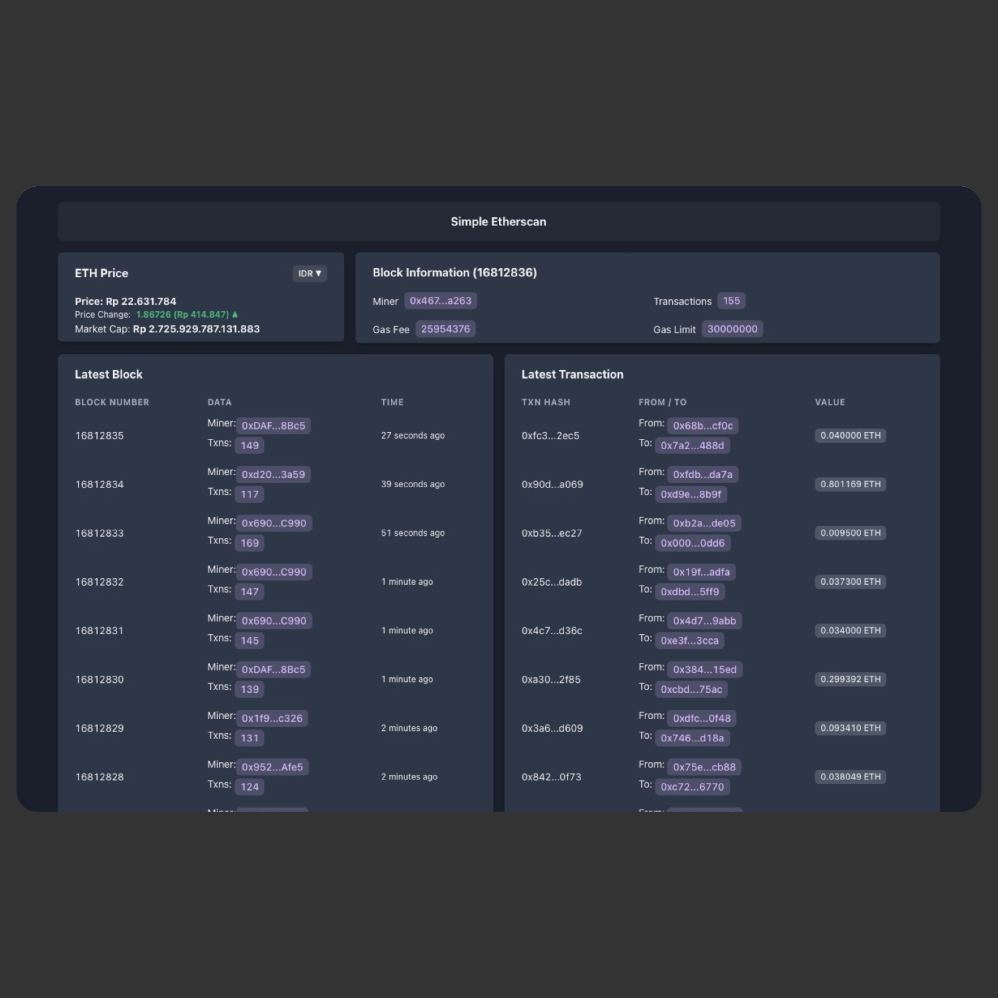 Simple Etherscan
ETH Price
IDR ▼
Price: Rp 22.631.784
Price Change: 1.86726 (Rp 414.847) ▲
Market Cap: Rp 2.725.929.787.131.883
Block Information (16812836)
Miner 0x467...a263
Transactions 155
Gas Fee 25954376
Gas Limit 30000000
Latest Block
BLOCK NUMBER DATA TIME
16812835 Miner: 0xDAF...8Bc5 27 seconds ago
Txns: 149
16812834 Miner: 0xd20...3a59 39 seconds ago
Txns: 117
16812833 Miner: 0x690...C990 51 seconds ago
Txns: 169
16812832 Miner: 0x690...C990 1 minute ago
Txns: 147
16812831 Miner: 0x690...C990 1 minute ago
Txns: 145
16812830 Miner: 0xDAF...8Bc5 1 minute ago
Txns: 139
16812829 Miner: 0x1f9...c326 2 minutes ago
Txns: 131
16812828 Miner: 0x952...Afe5 2 minutes ago
Txns: 124
Latest Transaction
TXN HASH FROM / TO VALUE
0xfc3...2ec5 From: 0x68b...cf0c 0.040000 ETH
To: 0x7a2...488d
0x90d...a069 From: 0xfdb...da7a 0.801169 ETH
To: 0xd9e...8b9f
0xb35...ec27 From: 0xb2a...de05 0.009500 ETH
To: 0x000...0dd6
0x25c...dadb From: 0x19f...adfa 0.037300 ETH
To: 0xdbd...5ff9
0x4c7...d36c From: 0x4d7...9abb 0.034000 ETH
To: 0xe3f...3cca
0xa30...2f85 From: 0x384...15ed 0.299392 ETH
To: 0xcbd...75ac
0x3a6...d609 From: 0xdfc...0f48 0.093410 ETH
To: 0x746...d18a
0x842...0f73 From: 0x75e...cb88 0.038049 ETH
To: 0xc72...6770